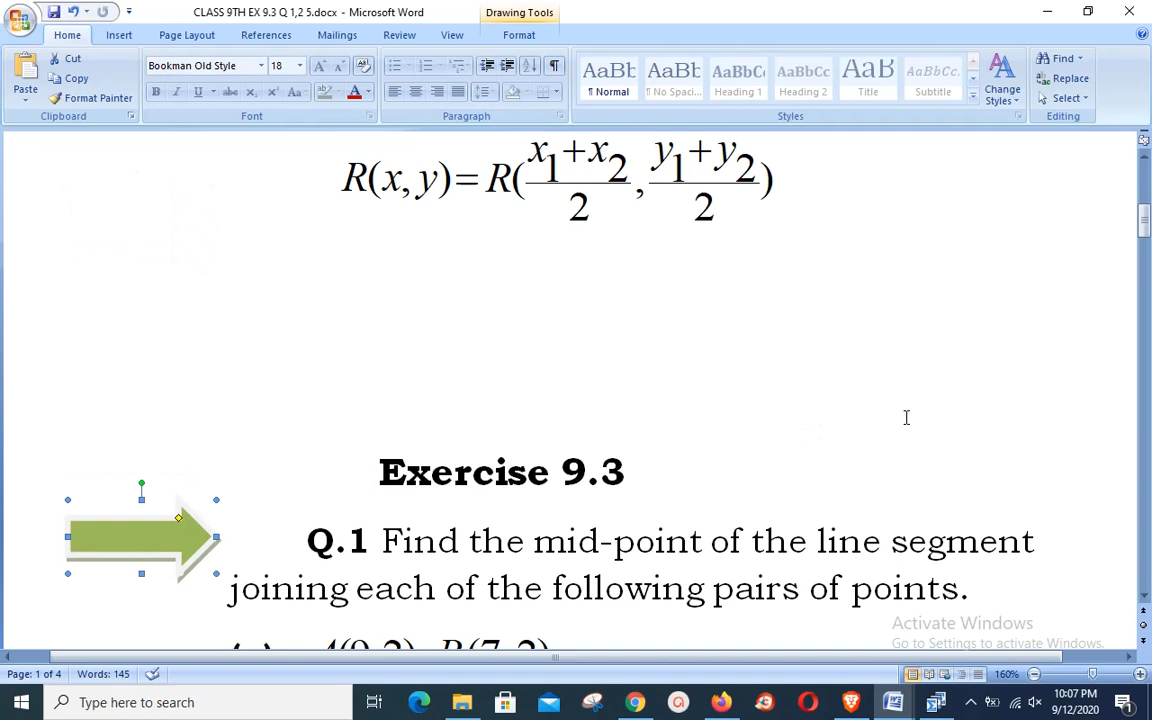 CLASS 9TH EX 9.3 Q 1,2 5.docx - Microsoft Word
Drawing Tools
Home Insert Page Layout References Mailings Review View Format
Paste
Cut
Copy
Format Painter
Clipboard
Bookman Old Style 18
Font
Paragraph
AaBb AaBb AaBbC AaBbCc AaB AaBbCc.
¶ Normal ¶ No Spaci... Heading 1 Heading 2 Title Subtitle
Change Styles
Styles
Find
Replace
Select
Editing
R(x, y) = R(x1+x2/2, y1+y2/2)
Exercise 9.3
Q.1 Find the mid-point of the line segment
joining each of the following pairs of points.
Activate Windows
Go to Settings to activate Windows.
Page: 1 of 4 Words: 145 160%
Type here to search
10:07 PM
9/12/2020
1